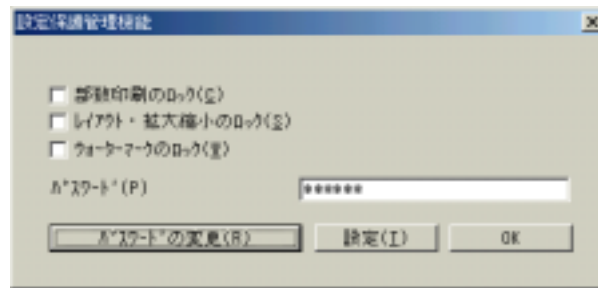 設定保護管理機能
部数印刷のﾛｯｸ(C)
ﾚｲｱｳﾄ・拡大縮小のﾛｯｸ(S)
ｳｫｰﾀｰﾏｰｸのﾛｯｸ(W)
ﾊﾟｽﾜｰﾄﾞ(P) ******
ﾊﾟｽﾜｰﾄﾞの変更(R) 設定(I) OK